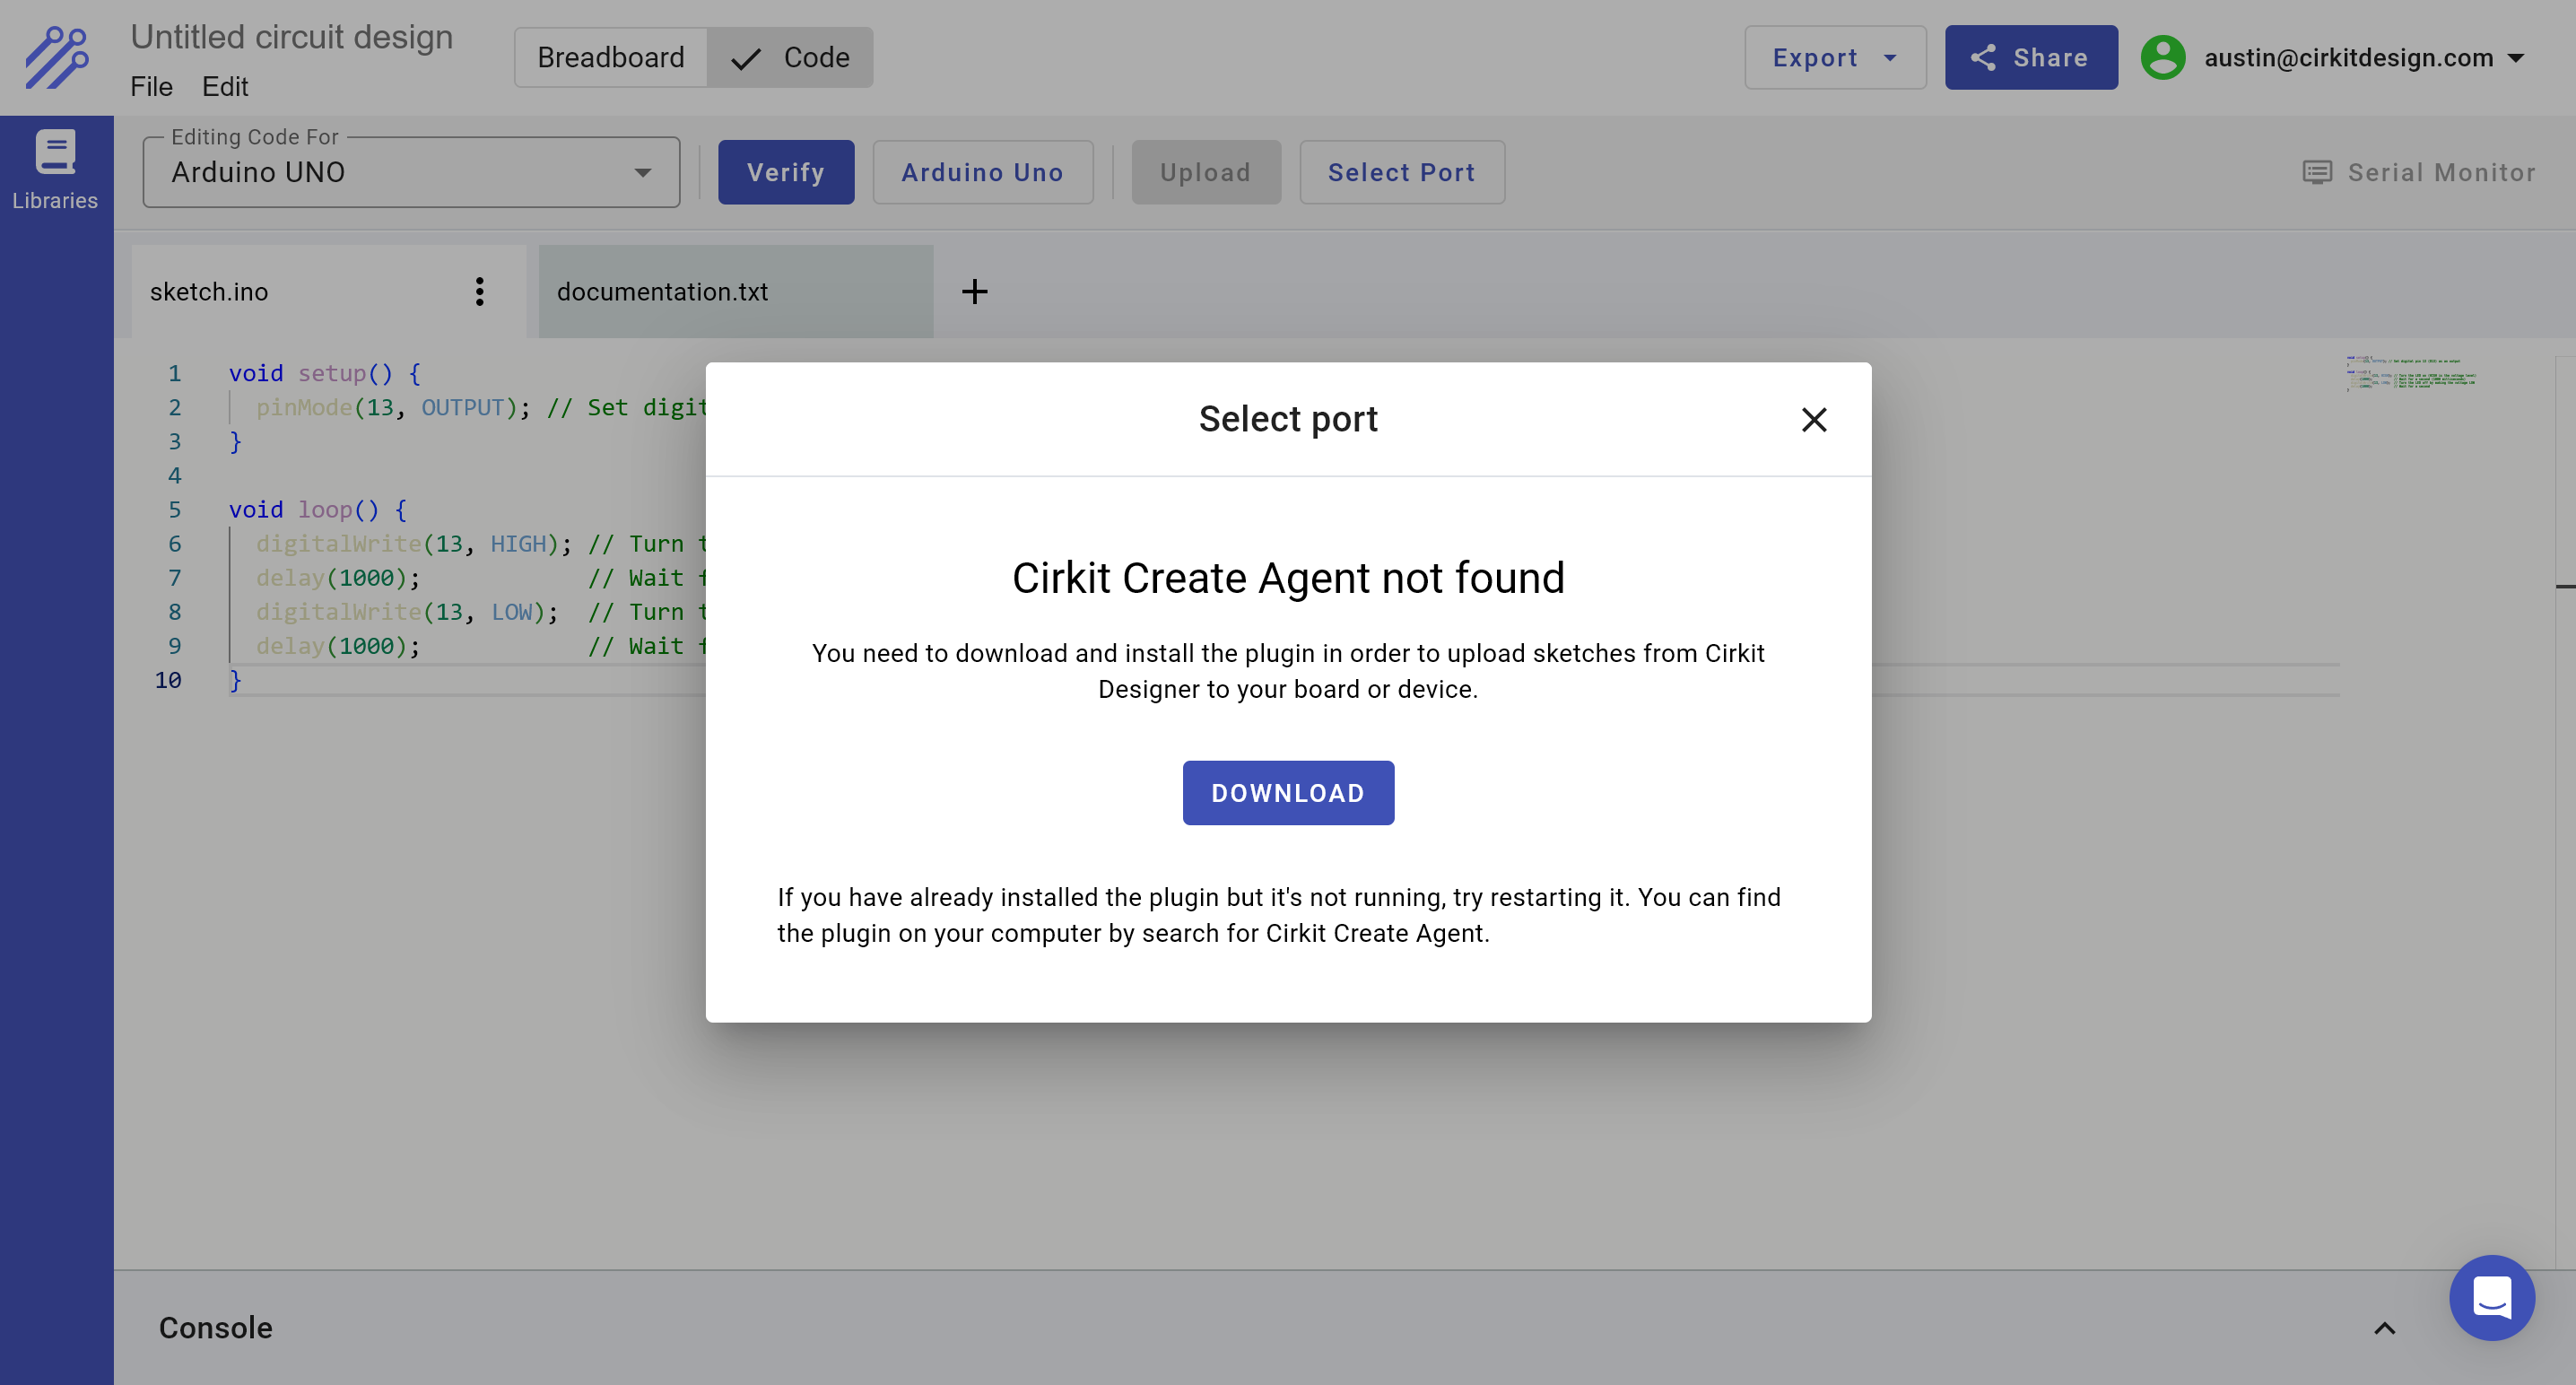 Untitled circuit design
File Edit
Breadboard Code
Export Share austin@cirkitdesign.com
Libraries
Editing Code For
Arduino UNO
Verify Arduino Uno Upload Select Port Serial Monitor
sketch.ino documentation.txt
1 void setup() {
2 pinMode(13, OUTPUT); // Set digit
3 }
4
5 void loop() {
6 digitalWrite(13, HIGH); // Turn t
7 delay(1000); // Wait f
8 digitalWrite(13, LOW); // Turn t
9 delay(1000); // Wait f
10 }
Select port
Cirkit Create Agent not found
You need to download and install the plugin in order to upload sketches from Cirkit
Designer to your board or device.
DOWNLOAD
If you have already installed the plugin but it's not running, try restarting it. You can find
the plugin on your computer by search for Cirkit Create Agent.
Console